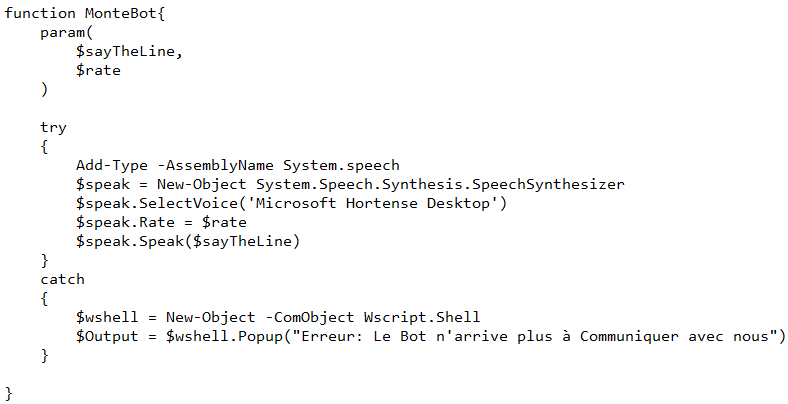 function MonteBot{
    param(
        $sayTheLine,
        $rate
    )

    try
    {
        Add-Type -AssemblyName System.speech
        $speak = New-Object System.Speech.Synthesis.SpeechSynthesizer
        $speak.SelectVoice('Microsoft Hortense Desktop')
        $speak.Rate = $rate
        $speak.Speak($sayTheLine)
    }
    catch
    {
        $wshell = New-Object -ComObject Wscript.Shell
        $Output = $wshell.Popup("Erreur: Le Bot n'arrive plus à Communiquer avec nous")
    }

}